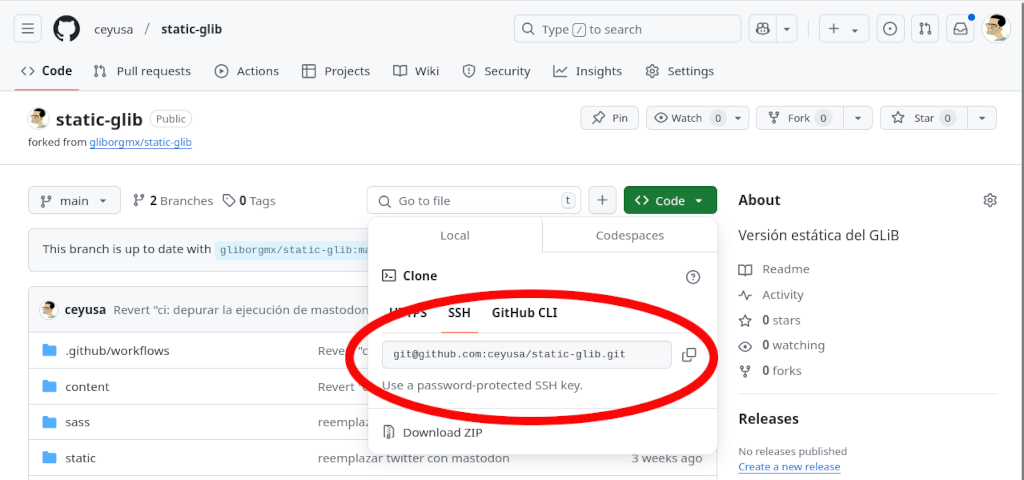 ceyusa / static-glib
Type / to search
Code Pull requests Actions Projects Wiki Security Insights Settings
static-glib Public
Pin Watch 0 Fork 0 Star 0
forked from gliborgmx/static-glib
main 2 Branches 0 Tags
Go to file t
Code
About
Local Codespaces
Versión estática del GLiB
This branch is up to date with gliborgmx/static-glib:ma
Clone
Readme
Activity
ceyusa Revert "ci: depurar la ejecución de mastodon
HTTPS SSH GitHub CLI
0 stars
.github/workflows Reve
git@github.com:ceyusa/static-glib.git
0 watching
content Revert
Use a password-protected SSH key.
0 forks
sass reempla
Releases
Download ZIP
No releases published
static reemplazar twitter con mastodon 3 weeks ago
Create a new release